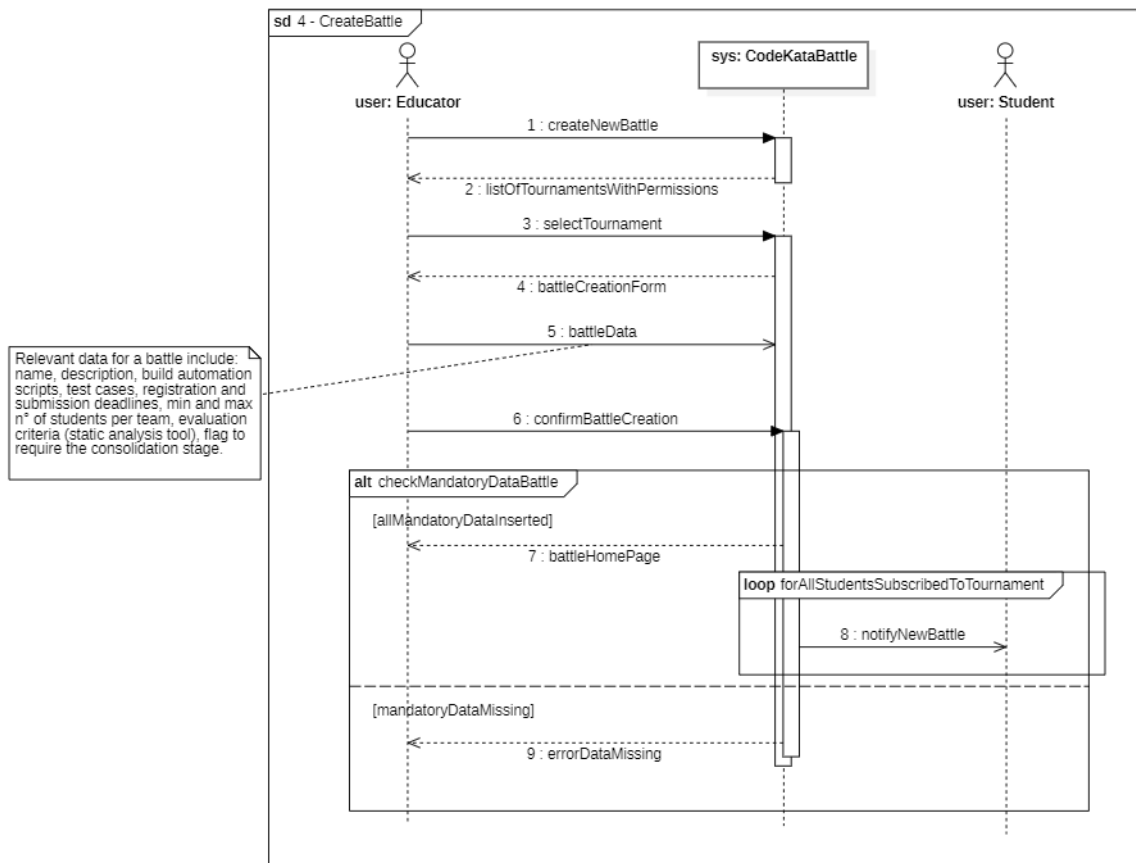 sd 4 - CreateBattle
sys: CodeKataBattle
user: Educator
user: Student
1 : createNewBattle
2 : listOfTournamentsWithPermissions
3 : selectTournament
4 : battleCreationForm
5 : battleData
Relevant data for a battle include:
name, description, build automation
scripts, test cases, registration and
submission deadlines, min and max
n° of students per team, evaluation
criteria (static analysis tool), flag to
require the consolidation stage.
6 : confirmBattleCreation
alt checkMandatoryDataBattle
[allMandatoryDataInserted]
7 : battleHomePage
loop forAllStudentsSubscribedToTournament
8 : notifyNewBattle
[mandatoryDataMissing]
9 : errorDataMissing